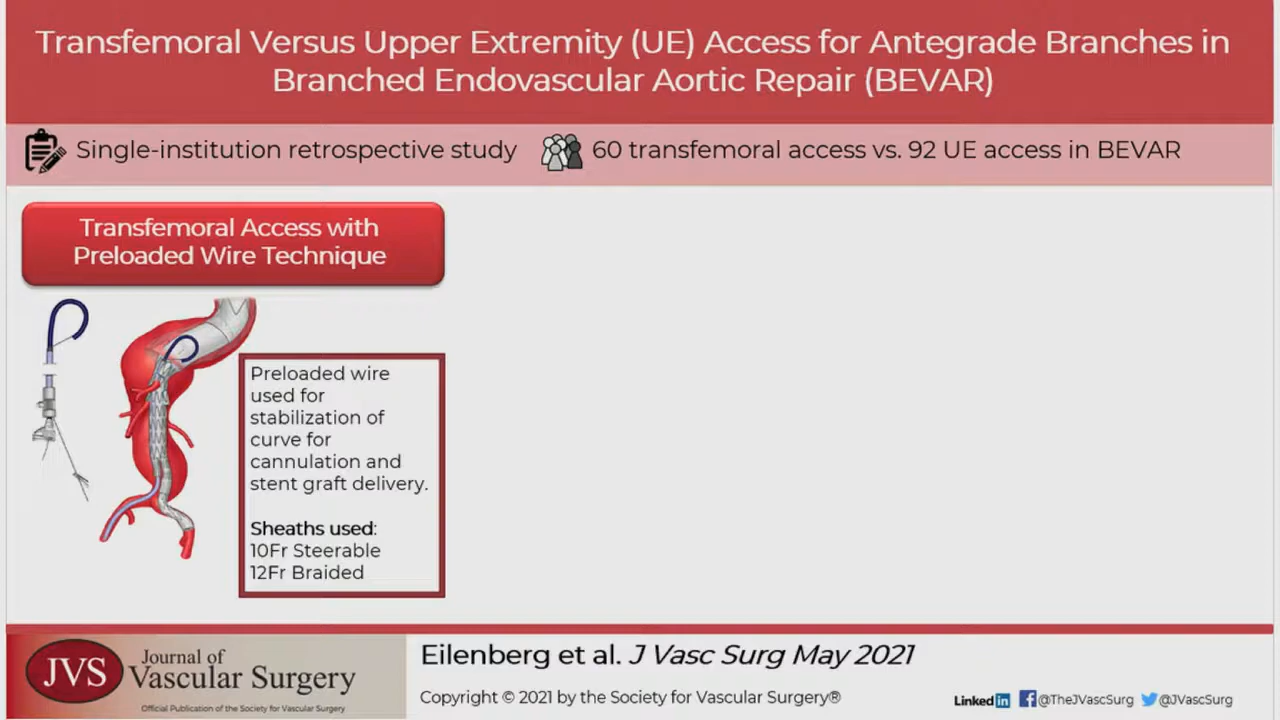 Transfemoral Versus Upper Extremity (UE) Access for Antegrade Branches in
Branched Endovascular Aortic Repair (BEVAR)
Single-institution retrospective study
60 transfemoral access vs. 92 UE access in BEVAR
Transfemoral Access with
Preloaded Wire Technique
Preloaded wire
used for
stabilization of
curve for
cannulation and
stent graft delivery.
Sheaths used:
10Fr Steerable
12Fr Braided
JVS
Journal of
Vascular Surgery
Official Publication of the Society for Vascular Surgery
Eilenberg et al. J Vasc Surg May 2021
Copyright © 2021 by the Society for Vascular Surgery®
Linked in
@TheJVascSurg
@JVascSurg